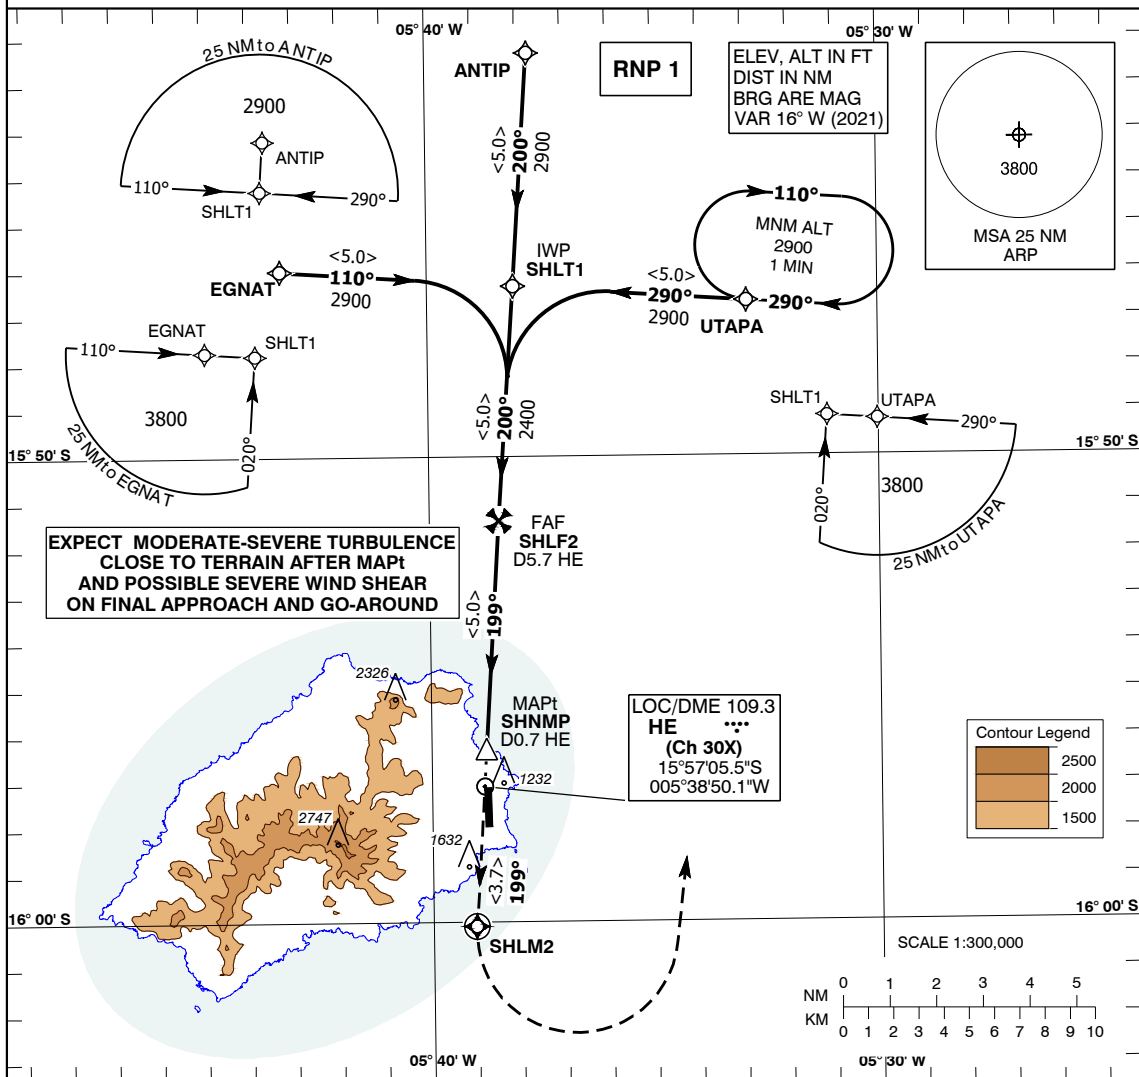 05° 40' W
05° 30' W
25 NM to ANTIP
2900
ANTIP
110°
290°
SHLT1
ANTIP
<5.0>
200°
2900
RNP 1
ELEV, ALT IN FT
DIST IN NM
BRG ARE MAG
VAR 16° W (2021)
3800
MSA 25 NM
ARP
110°
MNM ALT
2900
1 MIN
290°
UTAPA
<5.0>
290°
2900
IWP
SHLT1
<5.0>
110°
2900
EGNAT
EGNAT
SHLT1
110°
3800
020°
25 NM to EGNAT
<5.0>
200°
2400
SHLT1
UTAPA
290°
3800
020°
25 NM to UTAPA
15° 50' S
15° 50' S
FAF
SHLF2
D5.7 HE
EXPECT MODERATE-SEVERE TURBULENCE
CLOSE TO TERRAIN AFTER MAPt
AND POSSIBLE SEVERE WIND SHEAR
ON FINAL APPROACH AND GO-AROUND
<5.0>
199°
2326
MAPt
SHNMP
D0.7 HE
1232
LOC/DME 109.3
HE
(Ch 30X)
15°57'05.5"S
005°38'50.1"W
Contour Legend
2500
2000
1500
2747
1632
<3.7>
199°
16° 00' S
16° 00' S
SHLM2
SCALE 1:300,000
NM
0 1 2 3 4 5
KM
0 1 2 3 4 5 6 7 8 9 10
05° 40' W
05° 30' W